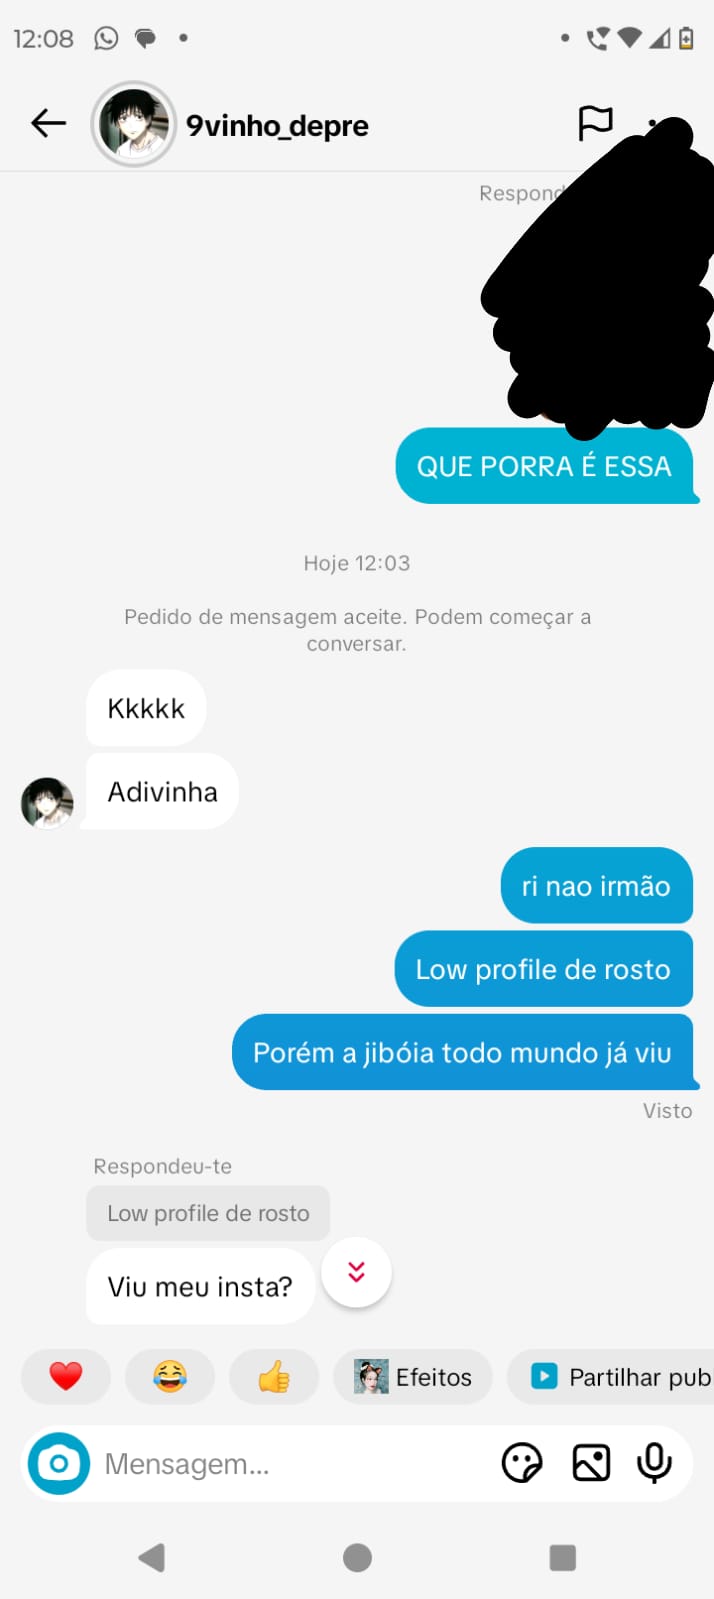 12:08
9vinho_depre
QUE PORRA É ESSA
Hoje 12:03
Pedido de mensagem aceite. Podem começar a
conversar.
Kkkkk
Adivinha
ri nao irmão
Low profile de rosto
Porém a jibóia todo mundo já viu
Visto
Respondeu-te
Low profile de rosto
Viu meu insta?
Efeitos
Partilhar pub
Mensagem...